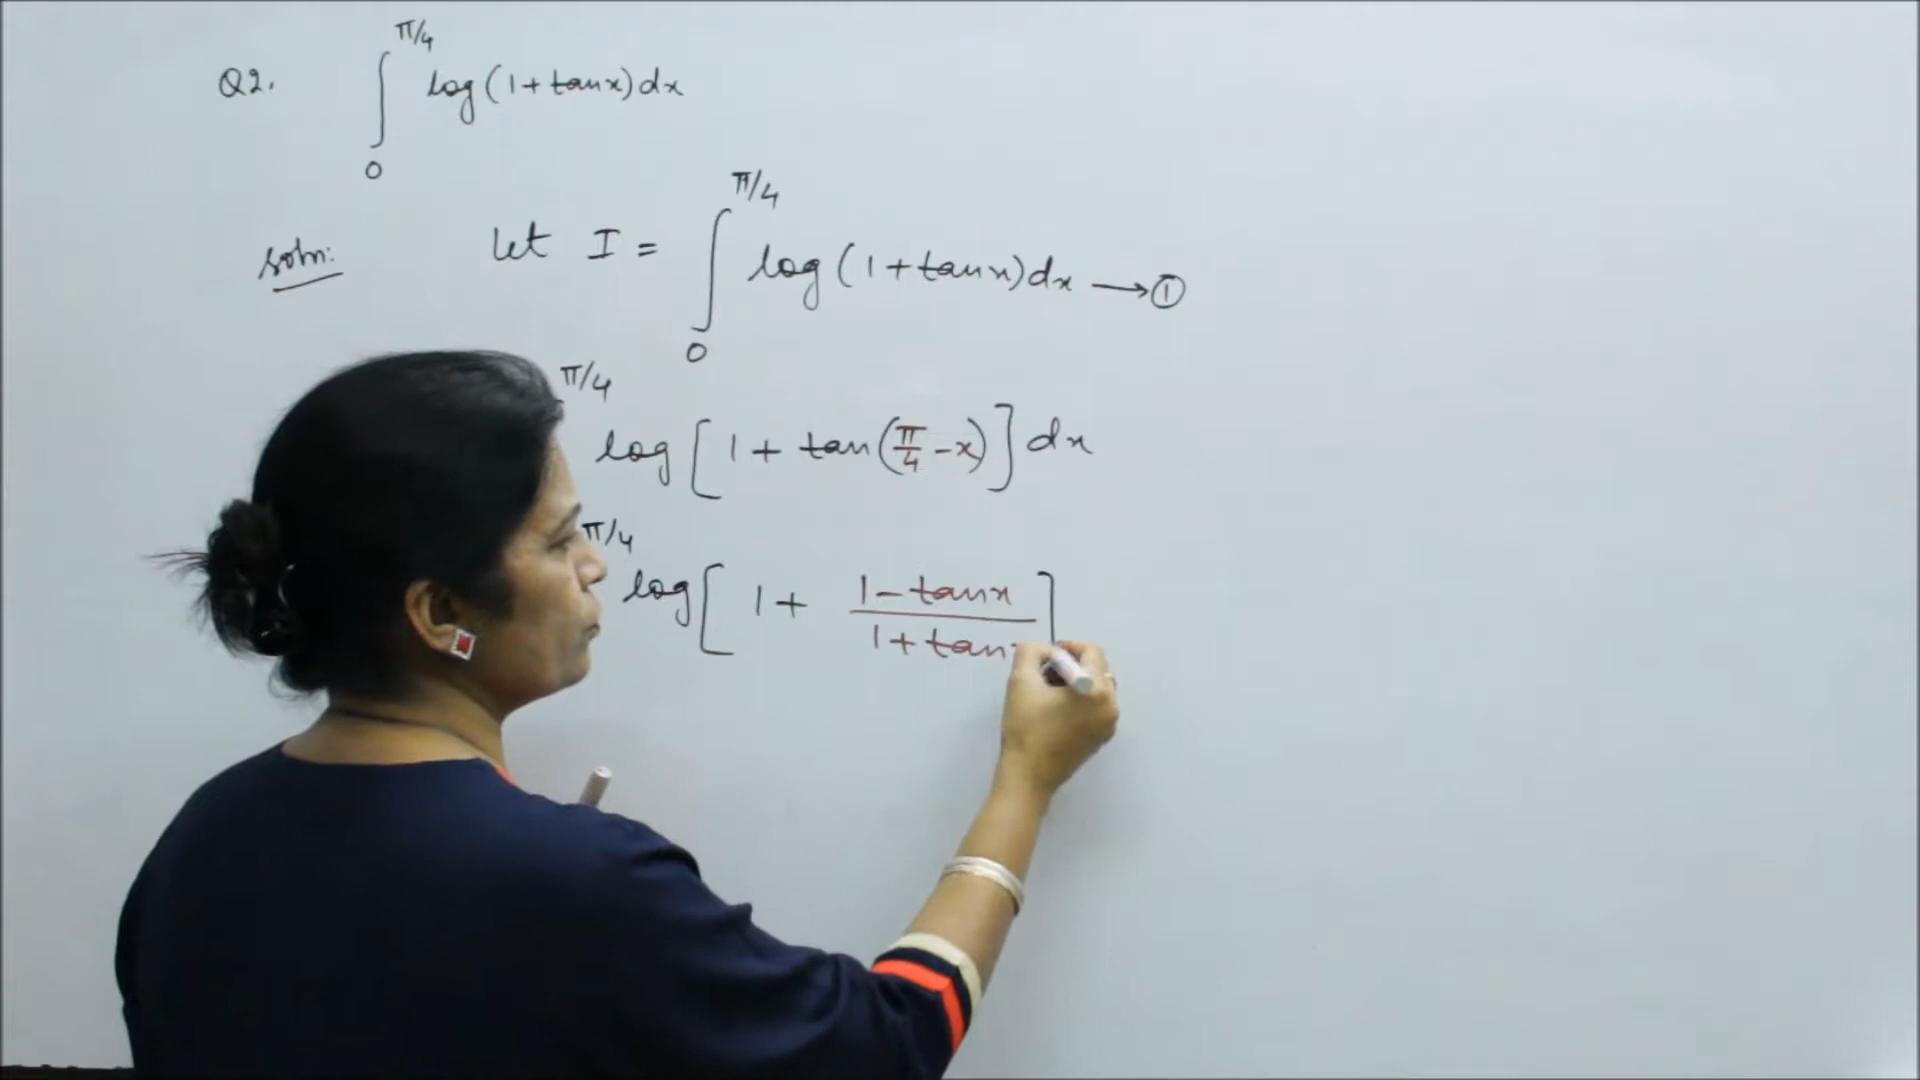 Q2. ∫₀^π/4 log(1+tanx)dx
soln: let I = ∫₀^π/4 log(1+tanx)dx → ①
π/4 log[1+tan(π/4-x)]dx
π/4 log[1+ (1-tanx)/(1+tan]